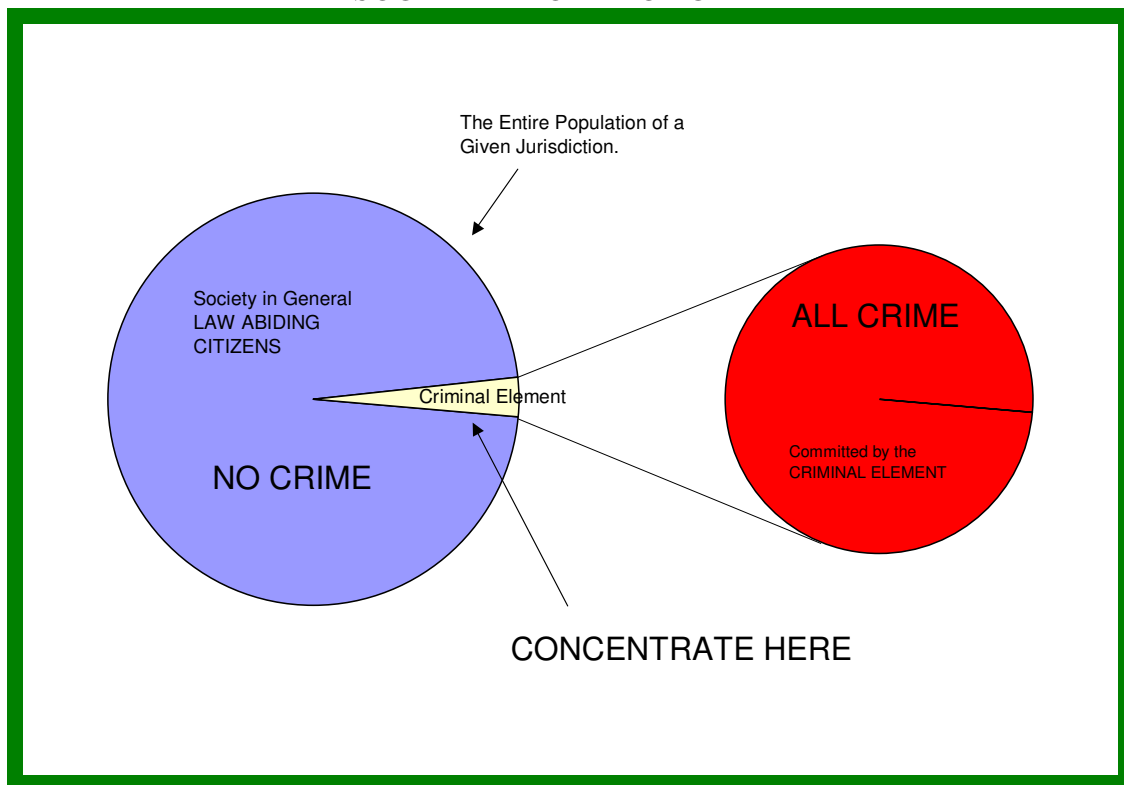 The Entire Population of a
Given Jurisdiction.
Society in General
LAW ABIDING
CITIZENS
ALL CRIME
Criminal Element
Committed by the
CRIMINAL ELEMENT
NO CRIME
CONCENTRATE HERE